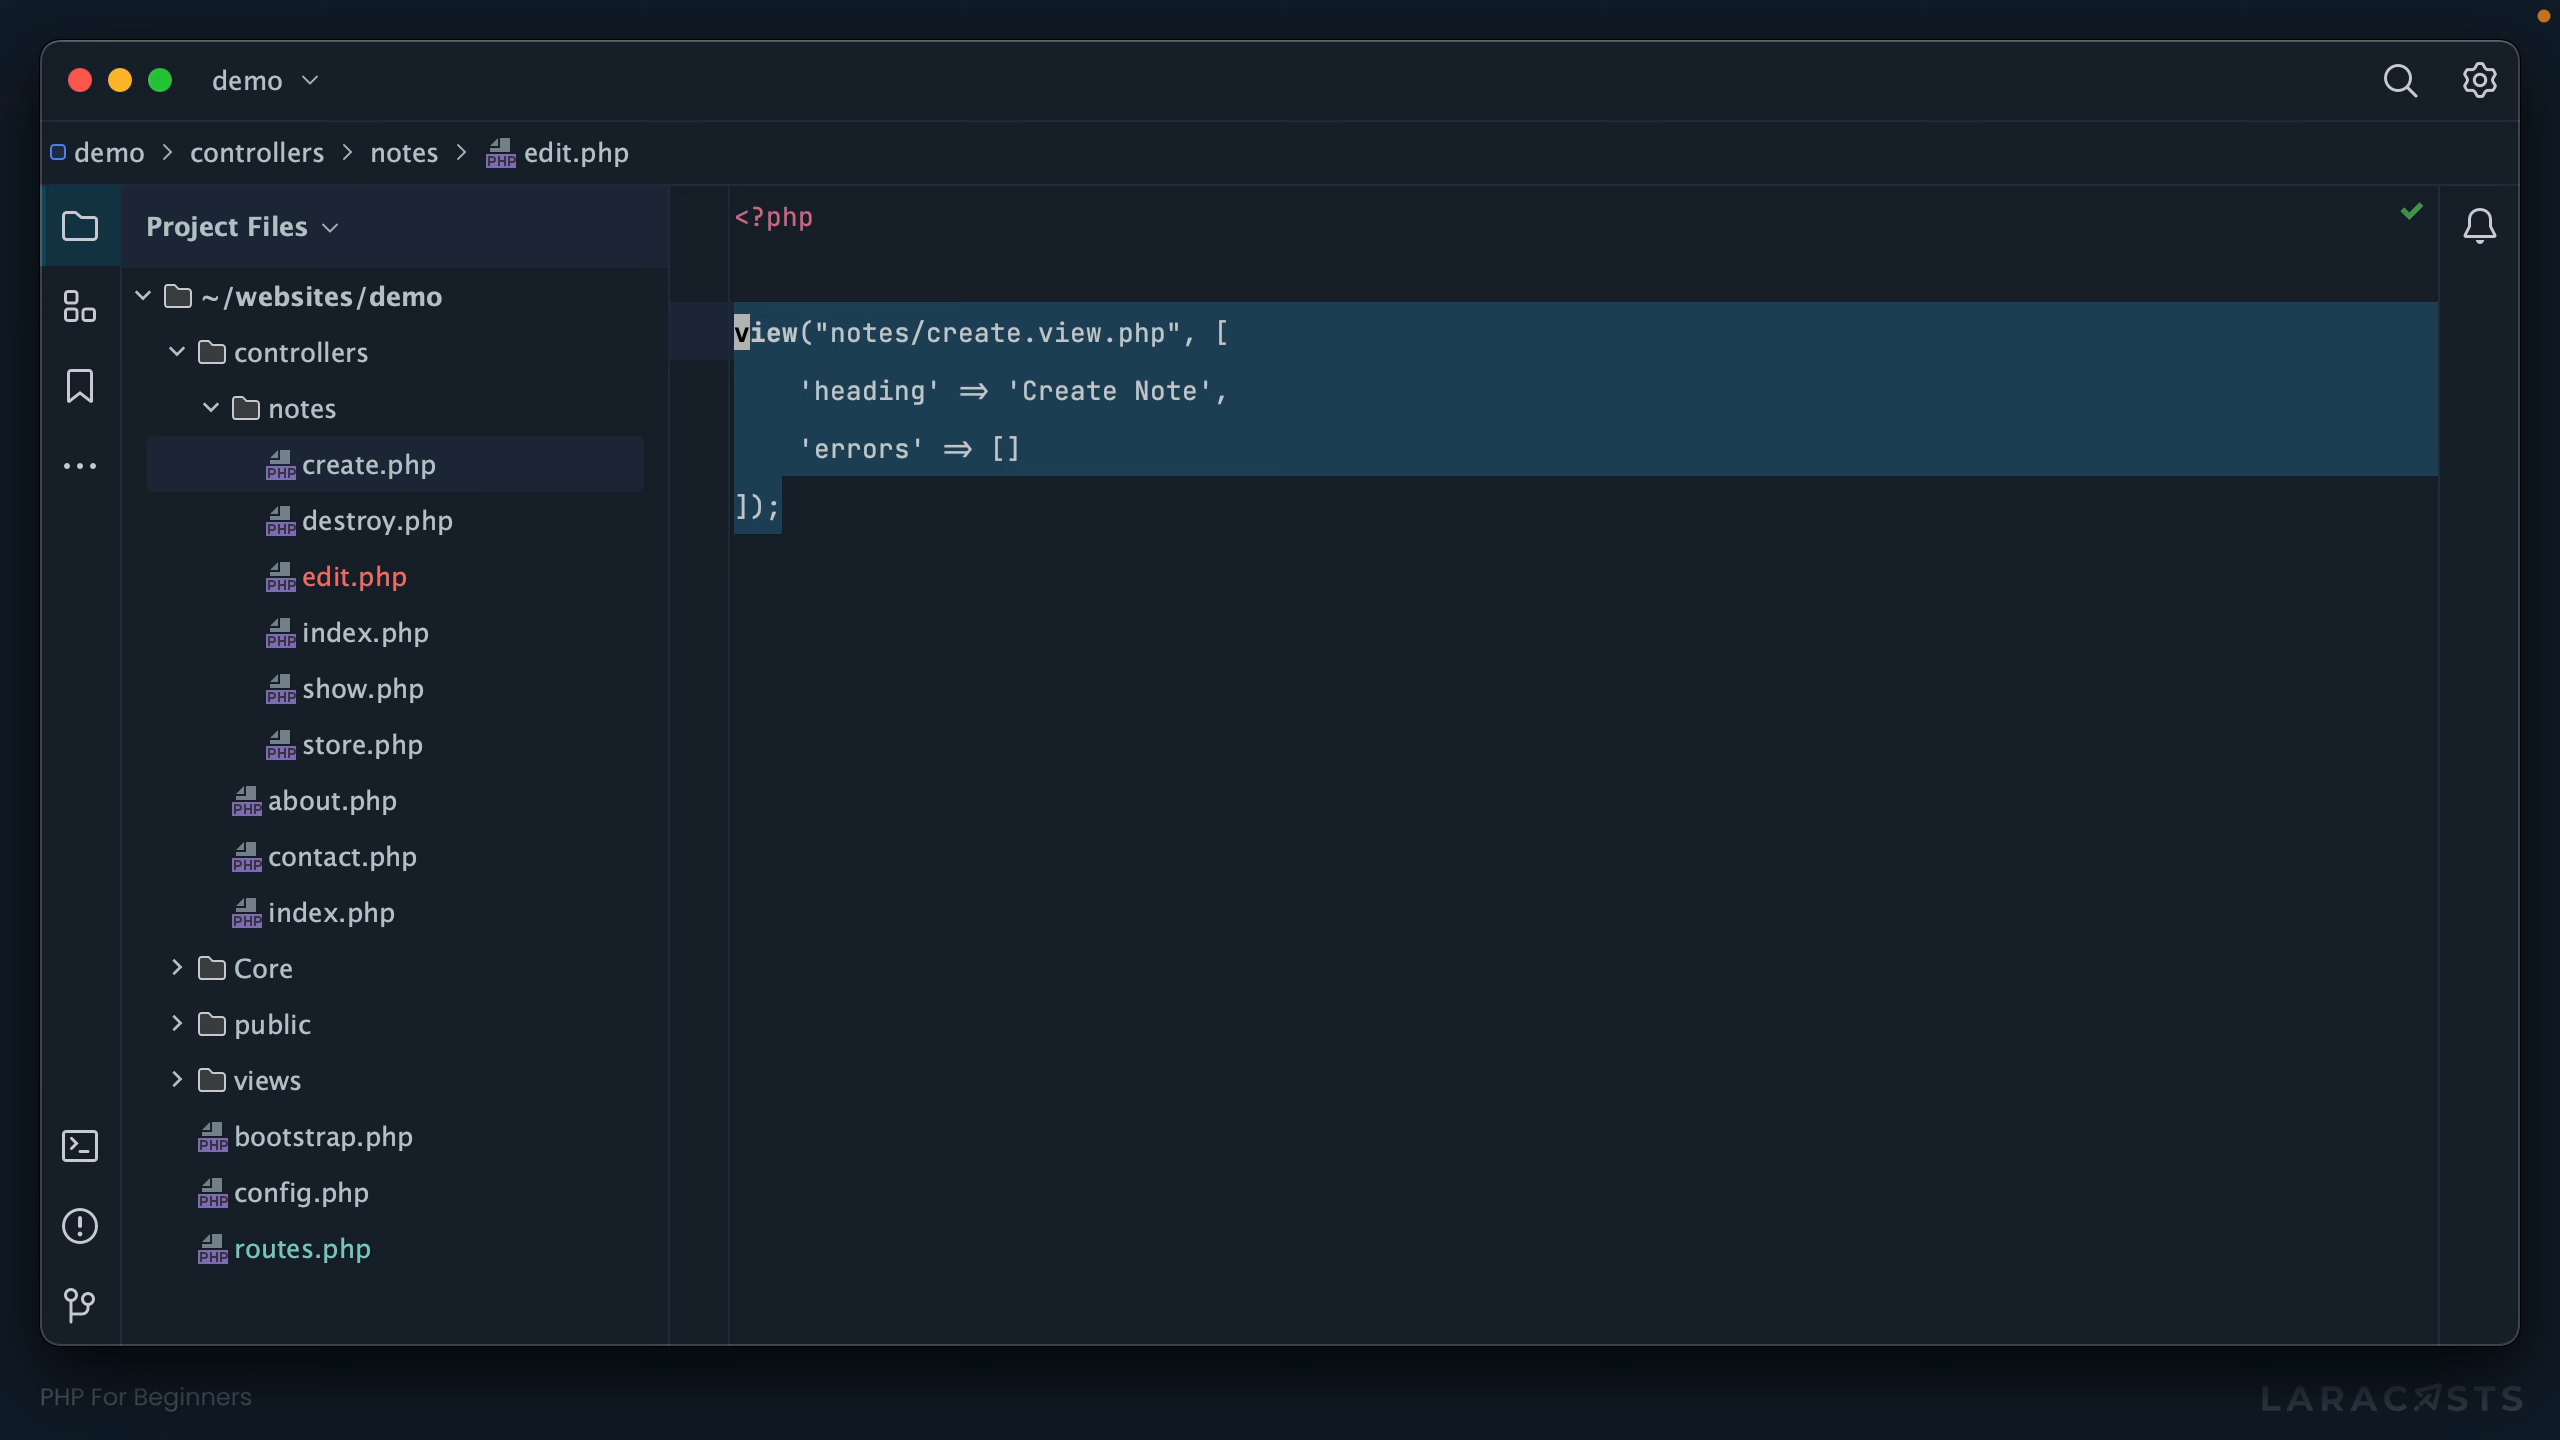 demo
demo > controllers > notes > edit.php
Project Files
~/websites/demo
controllers
notes
create.php
destroy.php
edit.php
index.php
show.php
store.php
about.php
contact.php
index.php
Core
public
views
bootstrap.php
config.php
routes.php
<?php
view("notes/create.view.php", [
    'heading' => 'Create Note',
    'errors' => []
]);
PHP For Beginners
LARACASTS